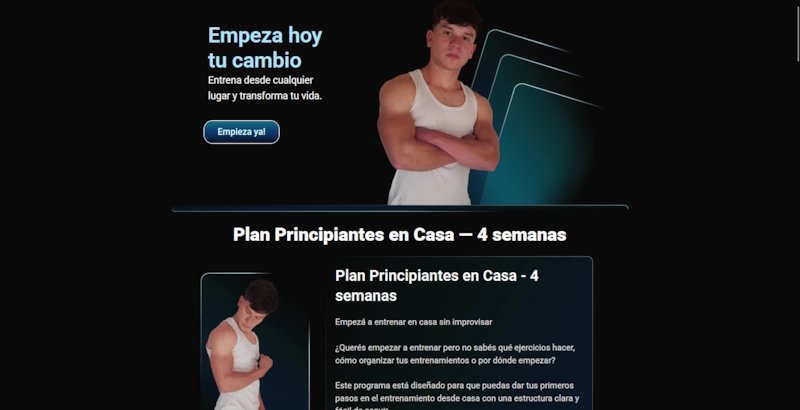 Empeza hoy
tu cambio
Entrena desde cualquier
lugar y transforma tu vida.
Empieza ya!
Plan Principiantes en Casa — 4 semanas
Plan Principiantes en Casa - 4
semanas
Empezá a entrenar en casa sin improvisar
¿Querés empezar a entrenar pero no sabés qué ejercicios hacer,
cómo organizar tus entrenamientos o por dónde empezar?
Este programa está diseñado para que puedas dar tus primeros
pasos en el entrenamiento desde casa con una estructura clara y
fácil de seguir